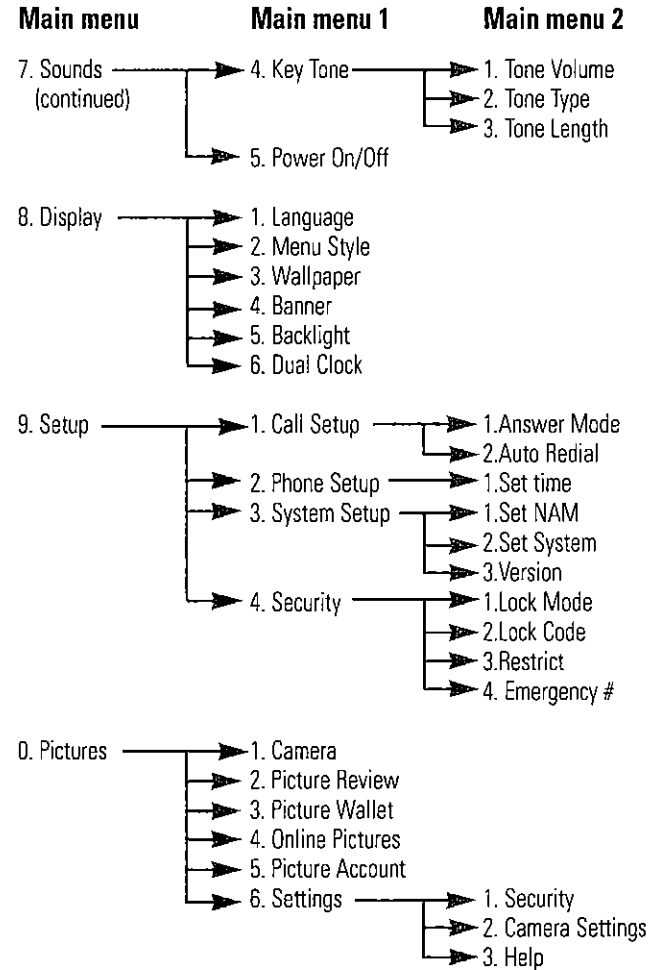 Main menu Main menu 1 Main menu 2
7. Sounds 4. Key Tone 1. Tone Volume
(continued) 2. Tone Type
3. Tone Length
5. Power On/Off
8. Display 1. Language
2. Menu Style
3. Wallpaper
4. Banner
5. Backlight
6. Dual Clock
9. Setup 1. Call Setup 1.Answer Mode
2.Auto Redial
2. Phone Setup 1.Set time
3. System Setup 1.Set NAM
2.Set System
3.Version
4. Security 1.Lock Mode
2.Lock Code
3.Restrict
4. Emergency #
0. Pictures 1. Camera
2. Picture Review
3. Picture Wallet
4. Online Pictures
5. Picture Account
6. Settings 1. Security
2. Camera Settings
3. Help